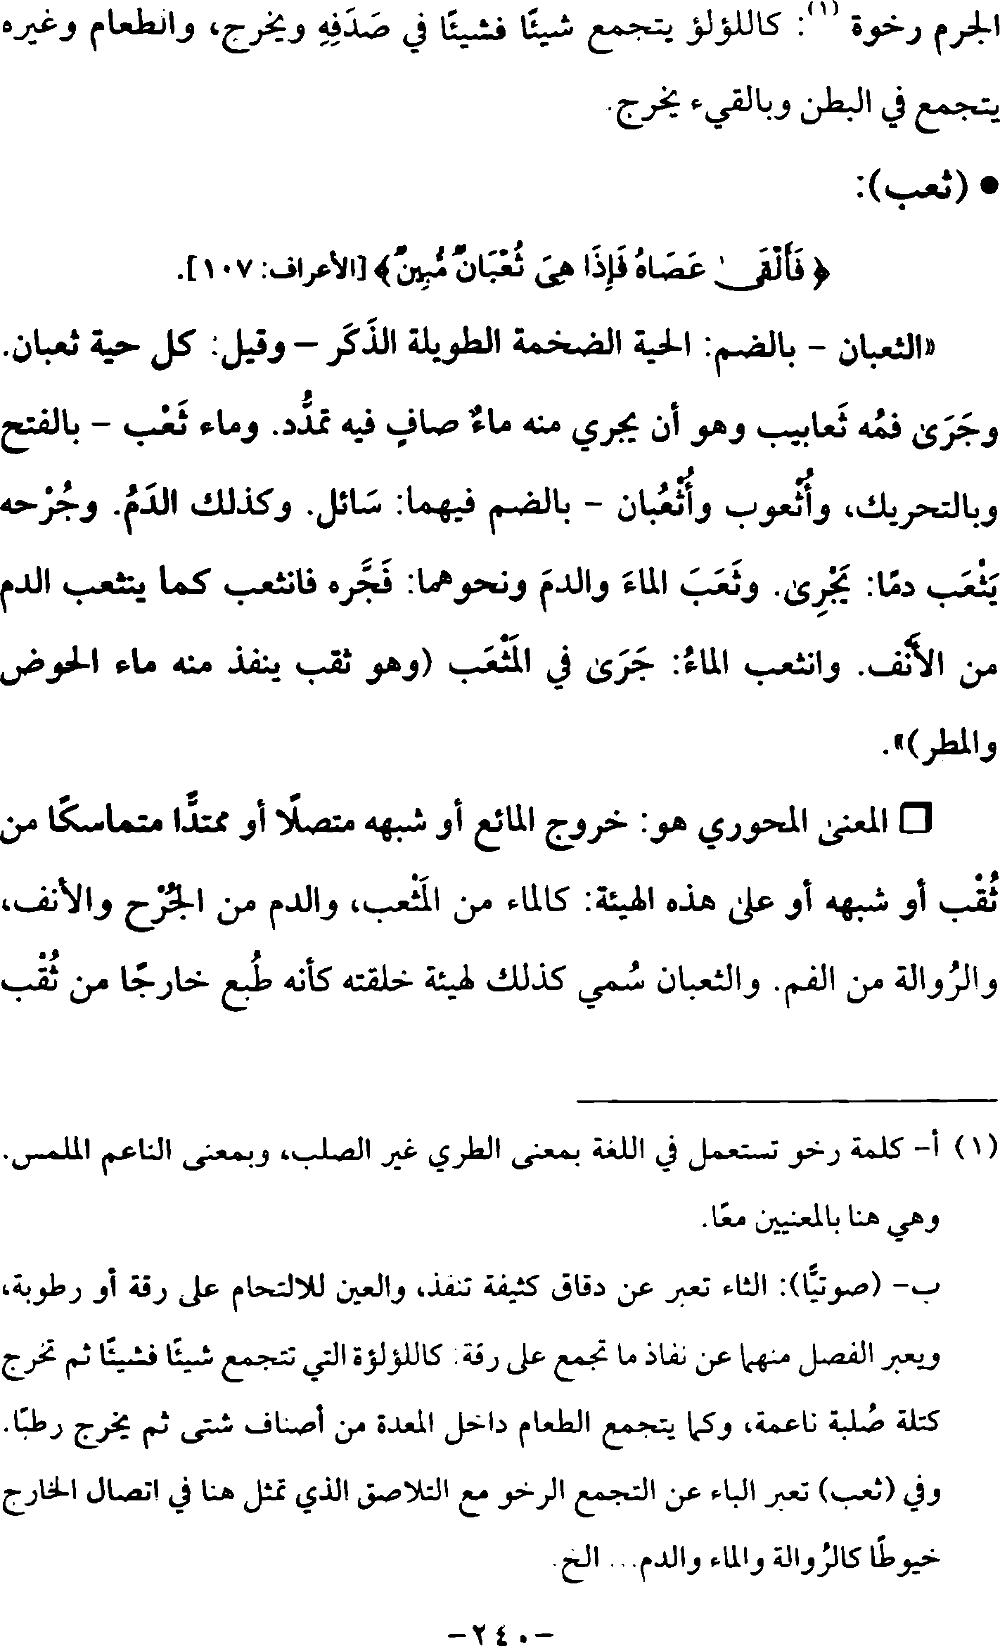 الجرم رخوة (١): كاللؤلؤ يتجمع شيئًا فشيئًا في صَدَفِهِ ويخرج، والطعام وغيره
يتجمع في البطن وبالقيء يخرج.
• (ثعب):
﴿ فَأَلْقَىٰ عَصَاهُ فَإِذَا هِيَ ثُعْبَانٌ مُّبِينٌ﴾ [الأعراف: ١٠٧].
«الثعبان – بالضم: الحية الضخمة الطويلة الذَكَر – وقيل: كل حية ثعبان.
وجَرَىٰ فمُه ثَعابيب وهو أن يجري منه ماءٌ صافٍ فيه تمدُّد. وماء ثَعْب – بالفتح
وبالتحريك، وأُثْعوب وأُثْعُبان – بالضم فيهما: سَائل. وكذلك الدَمُ. وجُرْحه
يَثْعَب دمًا: يَجْرِىٰ. وثَعَبَ الماءَ والدمَ ونحوهما: فَجَّره فانثعب كما ينثعب الدم
من الأَنْف. وانثعب الماءُ: جَرَىٰ في المَثْعَب (وهو ثقب ينفذ منه ماء الحوض
والمطر)».
❒ المعنىٰ المحوري هو: خروج المائع أو شبهه متصلًا أو ممتدًّا متماسكًا من
ثُقْب أو شبهه أو علىٰ هذه الهيئة: كالماء من المَثْعب، والدم من الجُرْح والأنف،
والرُوالة من الفم. والثعبان سُمي كذلك لهيئة خلقته كأنه طُبع خارجًا من ثُقْب
(١) أ- كلمة رخو تستعمل في اللغة بمعنى الطري غير الصلب، وبمعنى الناعم الملمس.
وهي هنا بالمعنيين معًا.
ب- (صوتيًّا): الثاء تعبر عن دقاق كثيفة تنفذ، والعين للالتحام على رقة أو رطوبة،
ويعبر الفصل منهما عن نفاذ ما تجمع على رقة: كاللؤلؤة التي تتجمع شيئًا فشيئًا ثم تخرج
كتلة صُلبة ناعمة، وكما يتجمع الطعام داخل المعدة من أصناف شتى ثم يخرج رطبًا.
وفي (ثعب) تعبر الباء عن التجمع الرخو مع التلاصق الذي تمثل هنا في اتصال الخارج
خيوطًا كالرُوالة والماء والدم... الخ.
-٢٤٠-